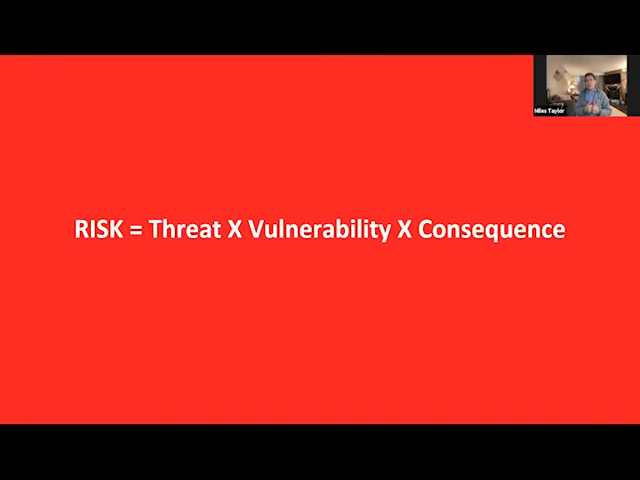 Miles Taylor
RISK = Threat X Vulnerability X Consequence